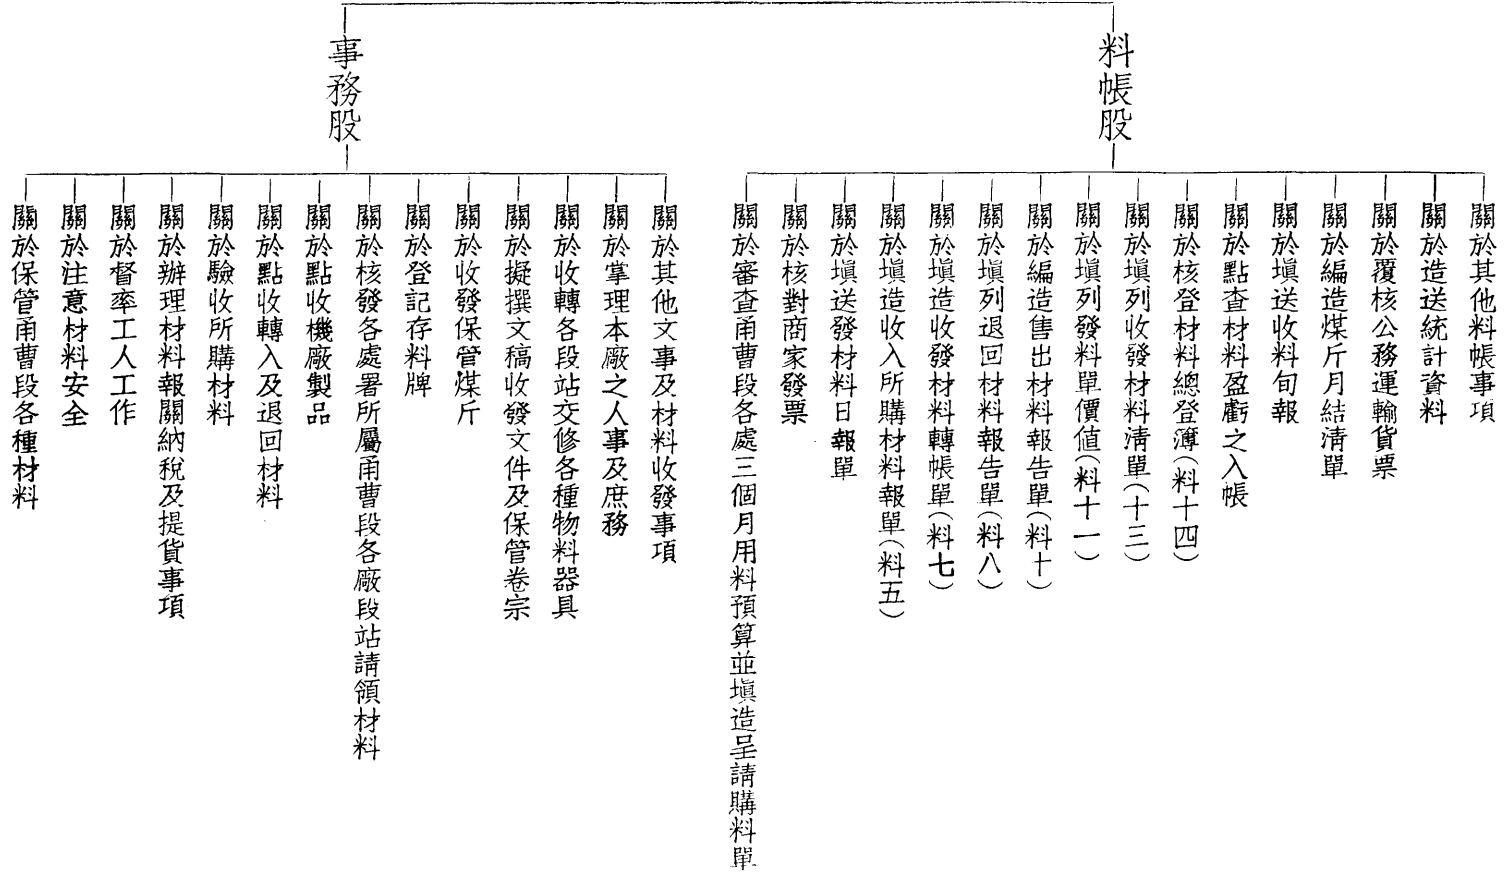 料帳股
關於其他料帳事項
關於造送統計資料
關於覆核公務運輸貨票
關於編造煤斤月結清單
關於塡送收料旬報
關於點查材料盈虧之入帳
關於核登材料總登簿(料十四)
關於塡列收發材料淸單(十三)
關於塡列發料單價値(料十一)
關於編造售出材料報告單(料十)
關於塡列退回材料報告單(料八)
關於塡造收發材料轉帳單(料七)
關於塡造收入所購材料報單(料五)
關於塡送發材料日報單
關於核對商家發票
關於審查甬曹段各處三個月用料預算並塡造呈請購料單
事務股
關於其他文事及材料收發事項
關於掌理本廠之人事及庶務
關於收轉各段站交修各種物料器具
關於擬撰文稿收發文件及保管卷宗
關於收發保管煤斤
關於登記存料牌
關於核發各處署所屬甬曹段各廠段站請領材料
關於點收機廠製品
關於點收轉入及退回材料
關於驗收所購材料
關於辦理材料報關納稅及提貨事項
關於督率工人工作
關於注意材料安全
關於保管甬曹段各種材料